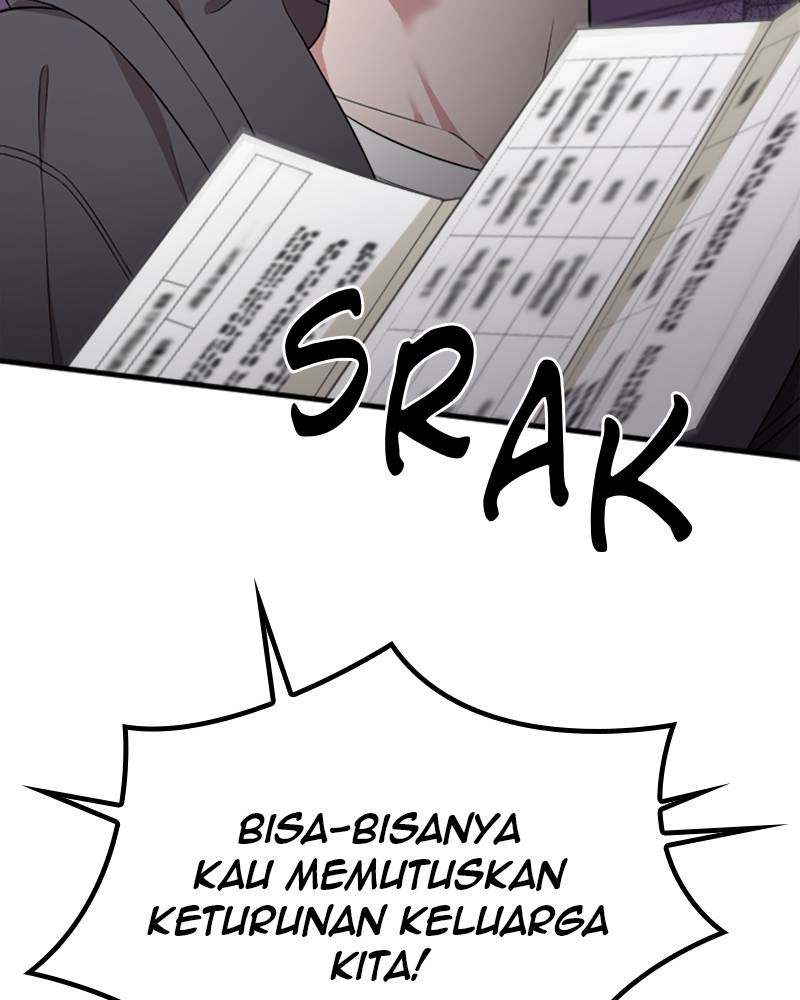 SRAK
BISA-BISANYA
KAU MEMUTUSKAN
KETURUNAN KELUARGA
KITA!